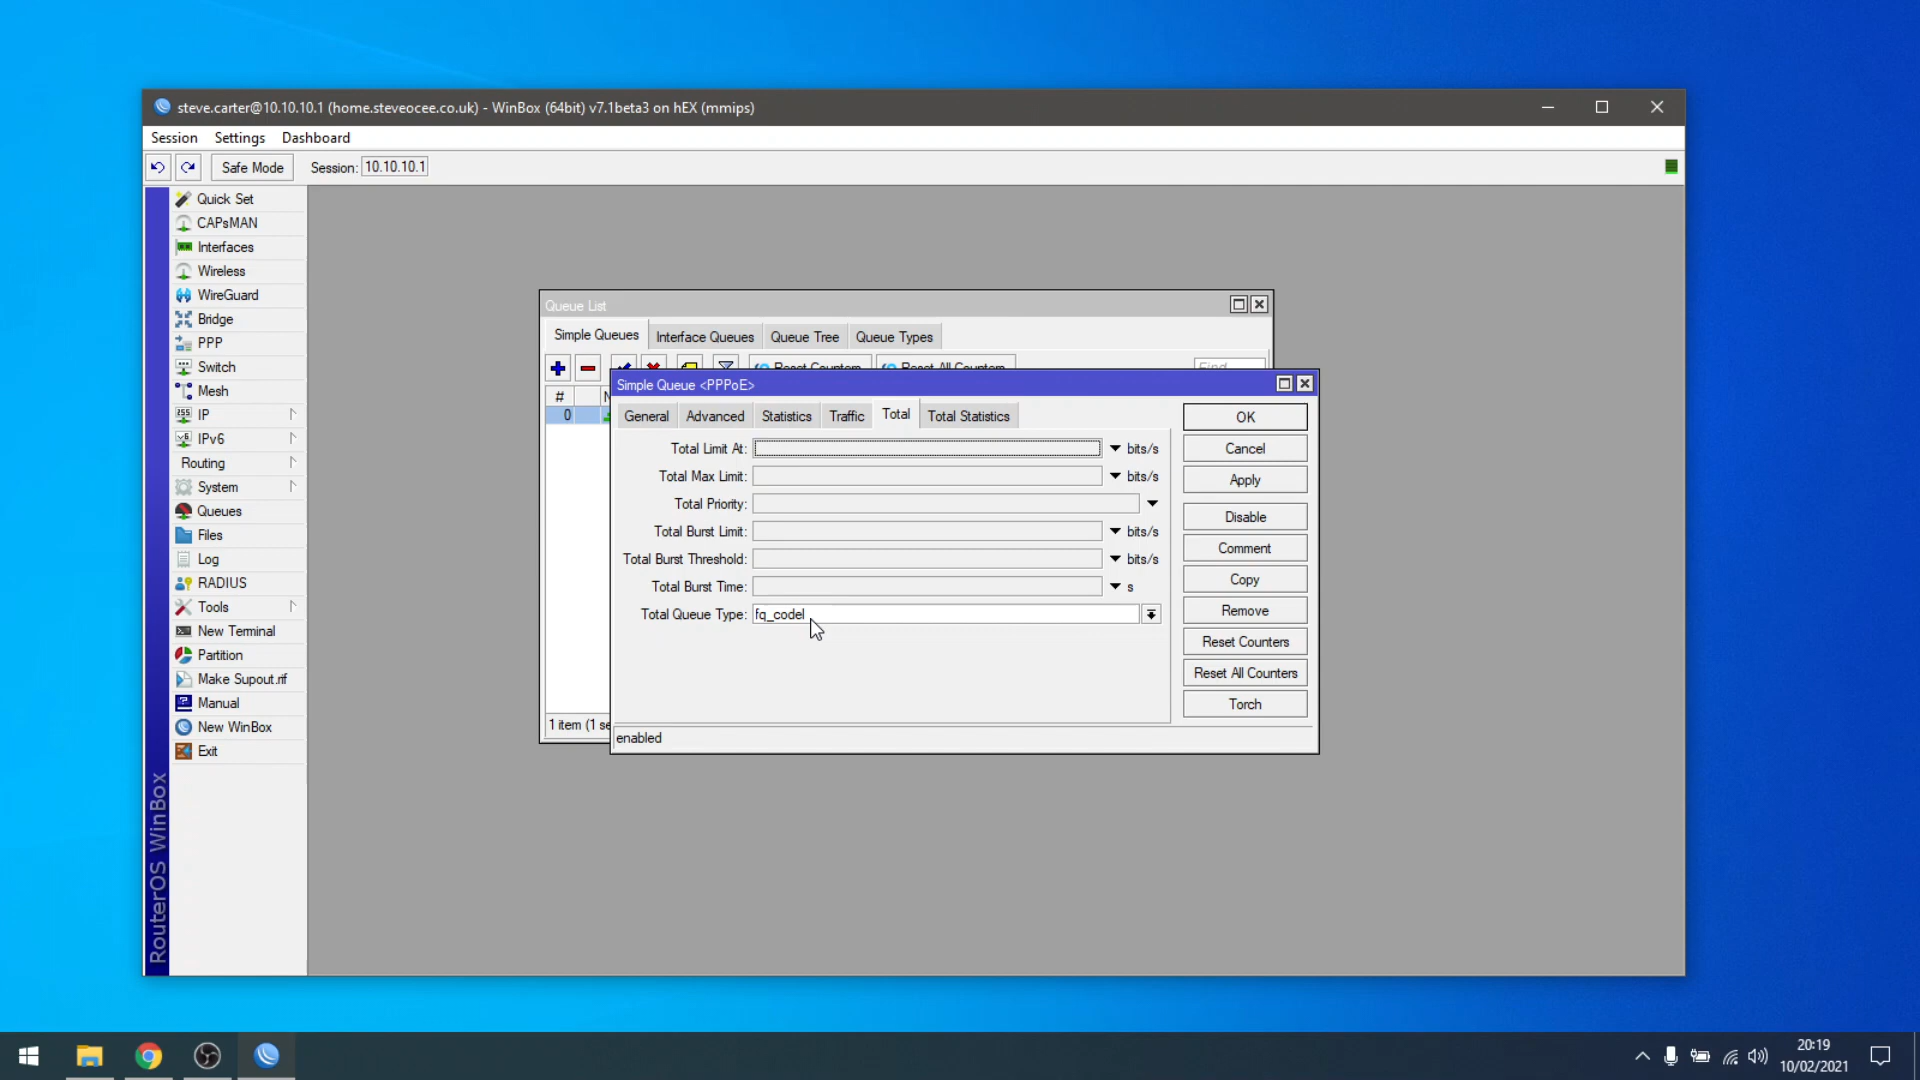 steve.carter@10.10.10.1 (home.steveocee.co.uk) - WinBox (64bit) v7.1beta3 on hEX (mmips)
Session Settings Dashboard
Safe Mode Session: 10.10.10.1
Quick Set
CAPsMAN
Interfaces
Wireless
WireGuard
Bridge
PPP
Switch
Mesh
IP
IPv6
Routing
System
Queues
Files
Log
RADIUS
Tools
New Terminal
Partition
Make Supout.rif
Manual
New WinBox
Exit
RouterOS WinBox
Queue List
Simple Queues Interface Queues Queue Tree Queue Types
Reset Counters Reset All Counters Find
# N
0
1 item (1 se
Simple Queue <PPPoE>
General Advanced Statistics Traffic Total Total Statistics
Total Limit At: bits/s
Total Max Limit: bits/s
Total Priority:
Total Burst Limit: bits/s
Total Burst Threshold: bits/s
Total Burst Time: s
Total Queue Type: fq_codel
OK
Cancel
Apply
Disable
Comment
Copy
Remove
Reset Counters
Reset All Counters
Torch
enabled
20:19
10/02/2021